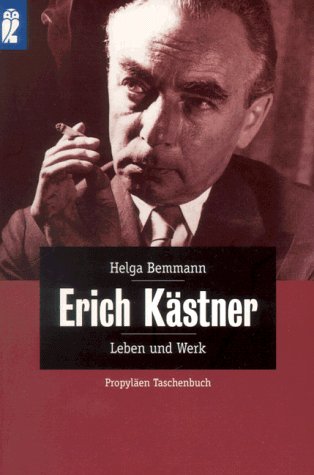 Helga Bemmann
Erich Kästner
Leben und Werk
Propyläen Taschenbuch